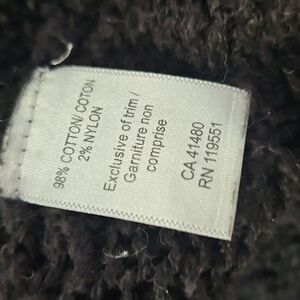 98% COTTON/ COTON
2% NYLON
Exclusive of trim /
Garniture non
comprise
CA 41480
RN 119551